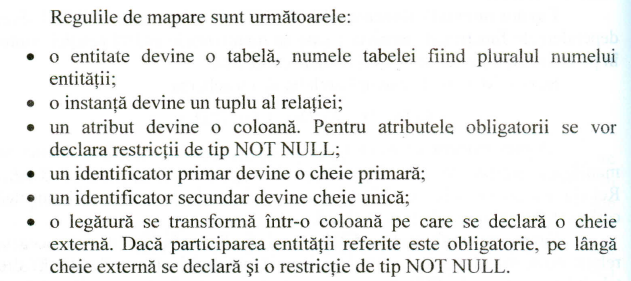 Regulile de mapare sunt următoarele:
• o entitate devine o tabelă, numele tabelei fiind pluralul numelui
entității;
• o instanță devine un tuplu al relației;
• un atribut devine o coloană. Pentru atributele obligatorii se vor
declara restricții de tip NOT NULL;
• un identificator primar devine o cheie primară;
• un identificator secundar devine cheie unică;
• o legătură se transformă într-o coloană pe care se declară o cheie
externă. Dacă participarea entității referite este obligatorie, pe lângă
cheie externă se declară şi o restricție de tip NOT NULL.